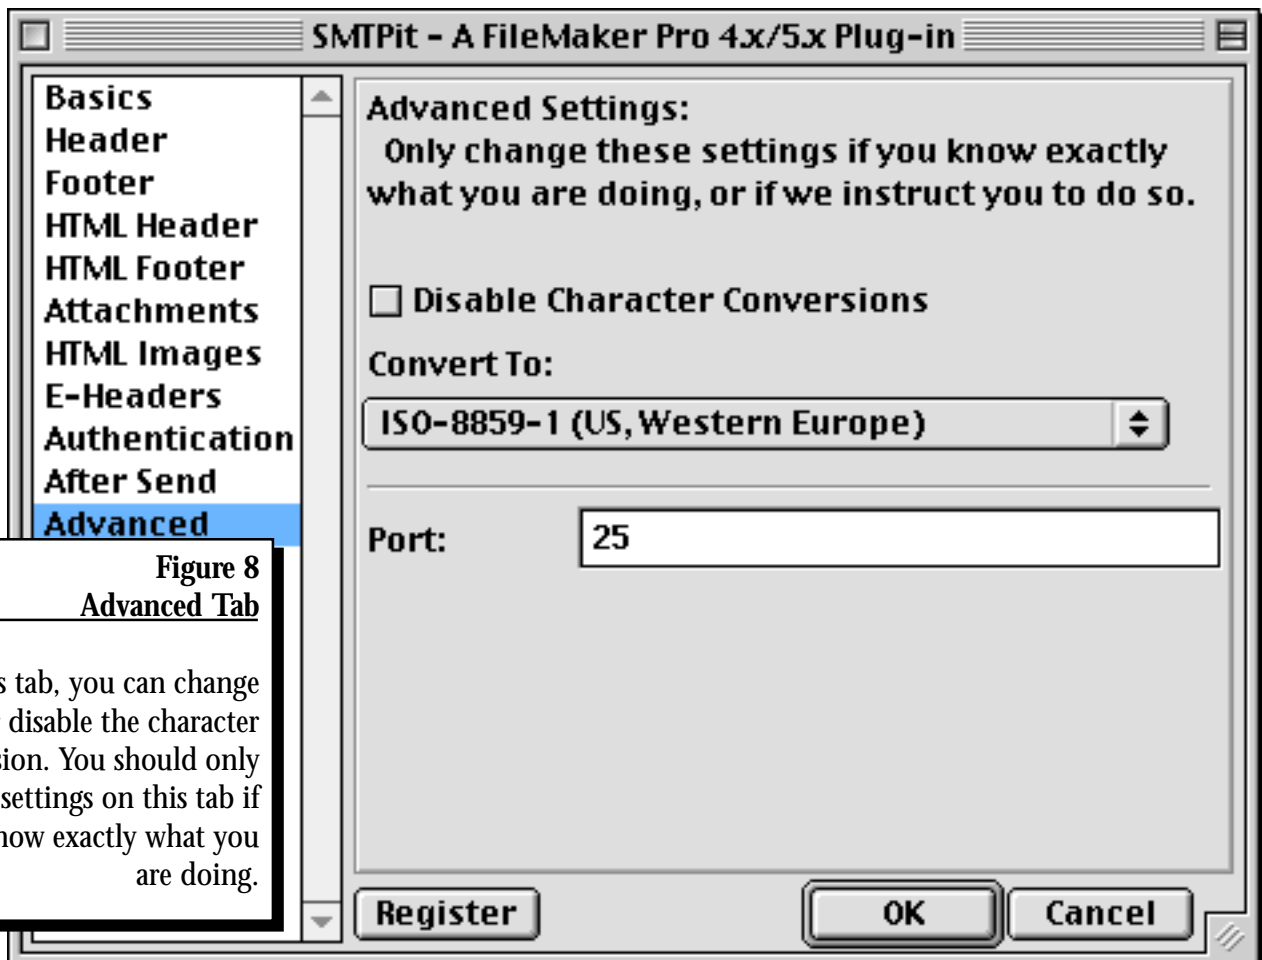 SMTPit - A FileMaker Pro 4.x/5.x Plug-in
Basics
Header
Footer
HTML Header
HTML Footer
Attachments
HTML Images
E-Headers
Authentication
After Send
Advanced
Advanced Settings:
Only change these settings if you know exactly
what you are doing, or if we instruct you to do so.
Disable Character Conversions
Convert To:
ISO-8859-1 (US, Western Europe)
Port:
25
Figure 8
Advanced Tab
tab, you can change
disable the character
You should only
settings on this tab if
exactly what you
are doing.
Register
OK
Cancel